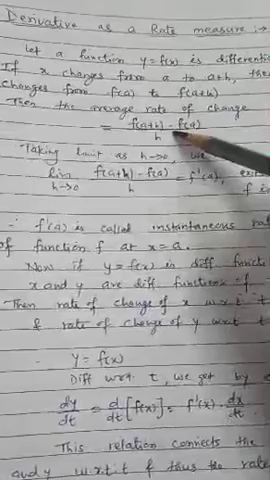 Derivative as a Rate measure :-
Let a function y = f(x) is differenti
If x changes from a to a+h, the
changes from f(a) to f(a+h)
Then the average rate of change
= f(a+h) - f(a) / h
Taking limit as h→0,
lim h→0 f(a+h) - f(a) / h = f'(a),
∴ f'(a) is called instantaneous ra
of function f at x = a.
Now if y = f(x) is diff functi
x and y are diff functions of
Then rate of change of x w.r.t t
& rate of change of y w.r.t t
y = f(x)
Diff w.r.t. t, we get by
dy/dt = d/dt [f(x)] = f'(x) · dx/dt
This relation connects the
and y w.r.t t & thus the rate